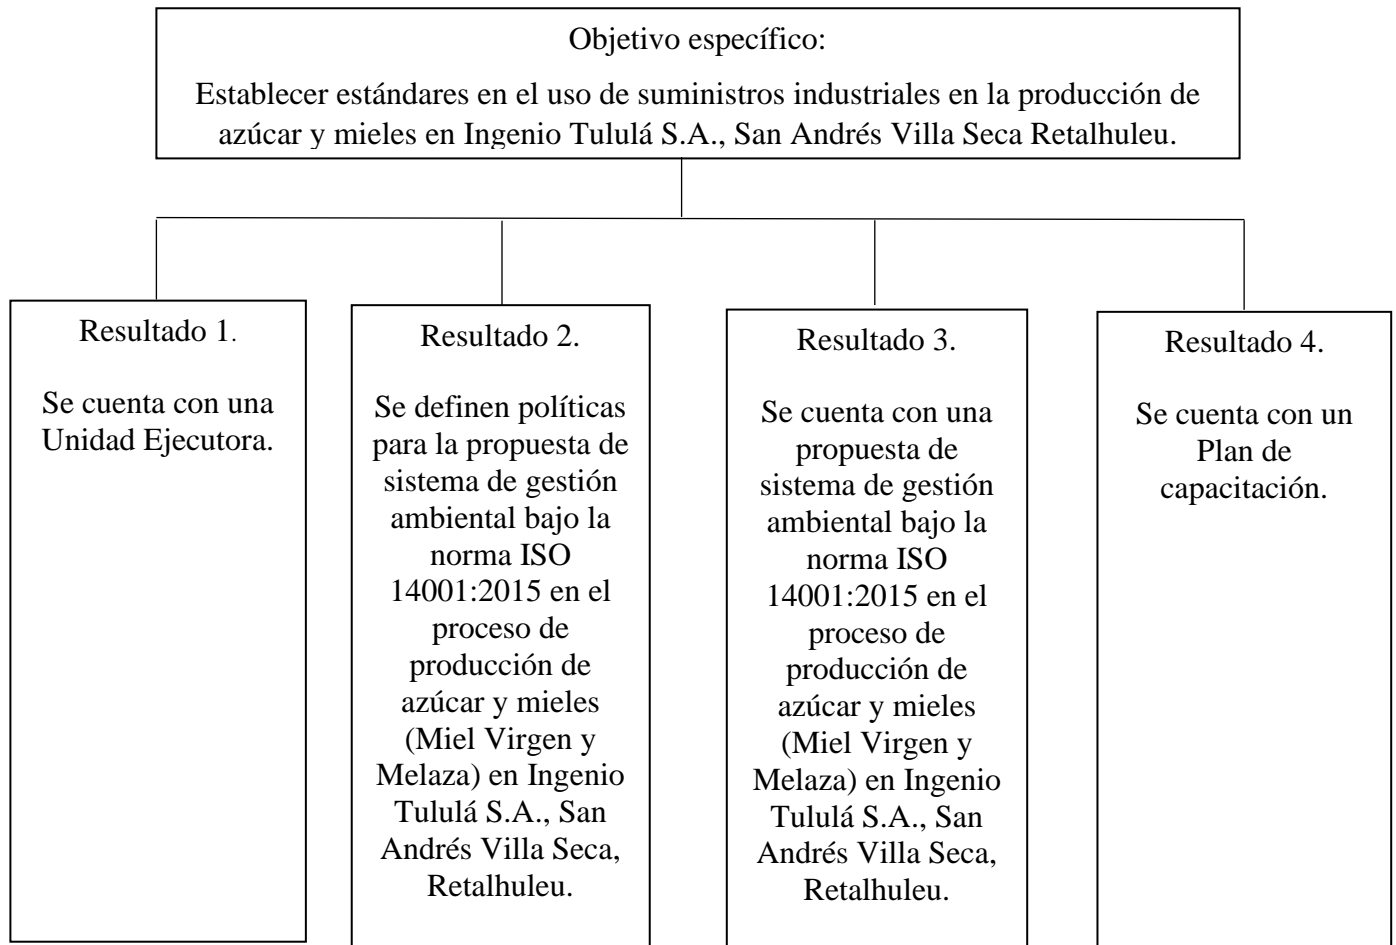 Objetivo específico:
Establecer estándares en el uso de suministros industriales en la producción de
azúcar y mieles en Ingenio Tululá S.A., San Andrés Villa Seca Retalhuleu.
Resultado 1.
Se cuenta con una
Unidad Ejecutora.
Resultado 2.
Se definen políticas
para la propuesta de
sistema de gestión
ambiental bajo la
norma ISO
14001:2015 en el
proceso de
producción de
azúcar y mieles
(Miel Virgen y
Melaza) en Ingenio
Tululá S.A., San
Andrés Villa Seca,
Retalhuleu.
Resultado 3.
Se cuenta con una
propuesta de
sistema de gestión
ambiental bajo la
norma ISO
14001:2015 en el
proceso de
producción de
azúcar y mieles
(Miel Virgen y
Melaza) en Ingenio
Tululá S.A., San
Andrés Villa Seca,
Retalhuleu.
Resultado 4.
Se cuenta con un
Plan de
capacitación.